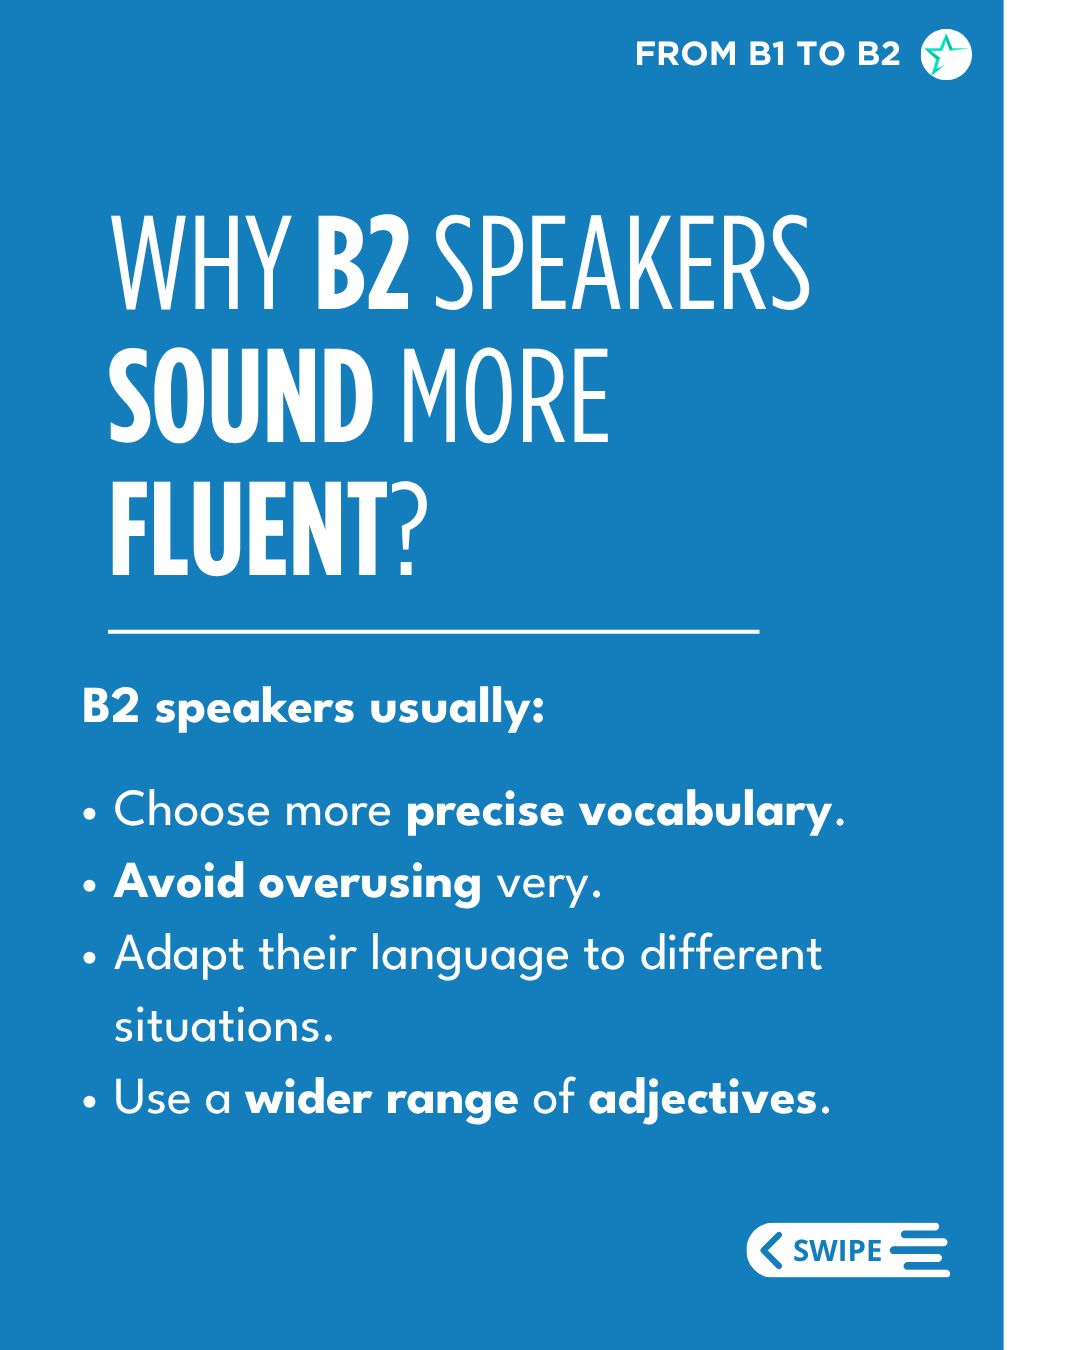 FROM B1 TO B2
WHY B2 SPEAKERS
SOUND MORE
FLUENT?
B2 speakers usually:
• Choose more precise vocabulary.
• Avoid overusing very.
• Adapt their language to different
situations.
• Use a wider range of adjectives.
SWIPE